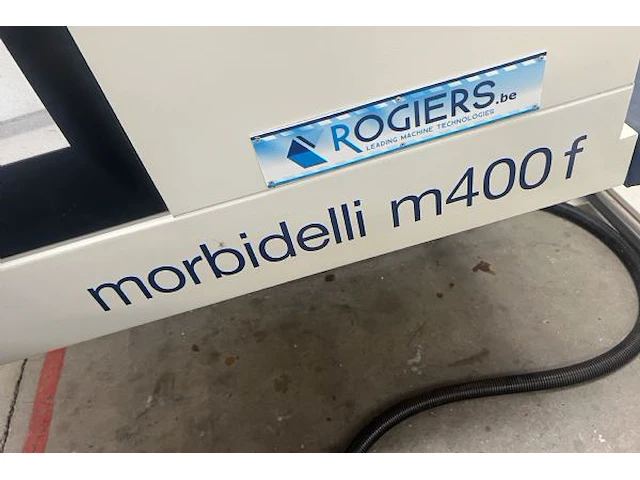 ROGIERS.be
LEADING MACHINE TECHNOLOGIES
morbidelli m400 f